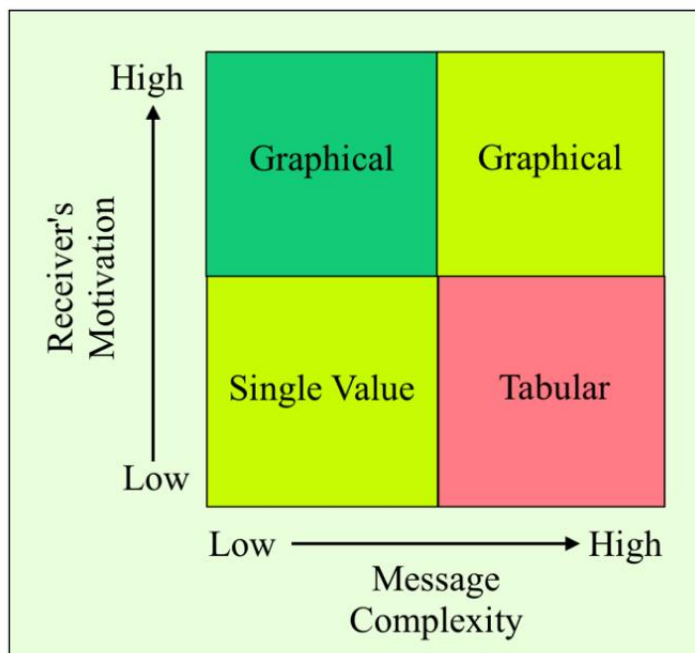 High
Receiver's
Motivation
Low
Graphical
Graphical
Single Value
Tabular
Low
High
Message
Complexity